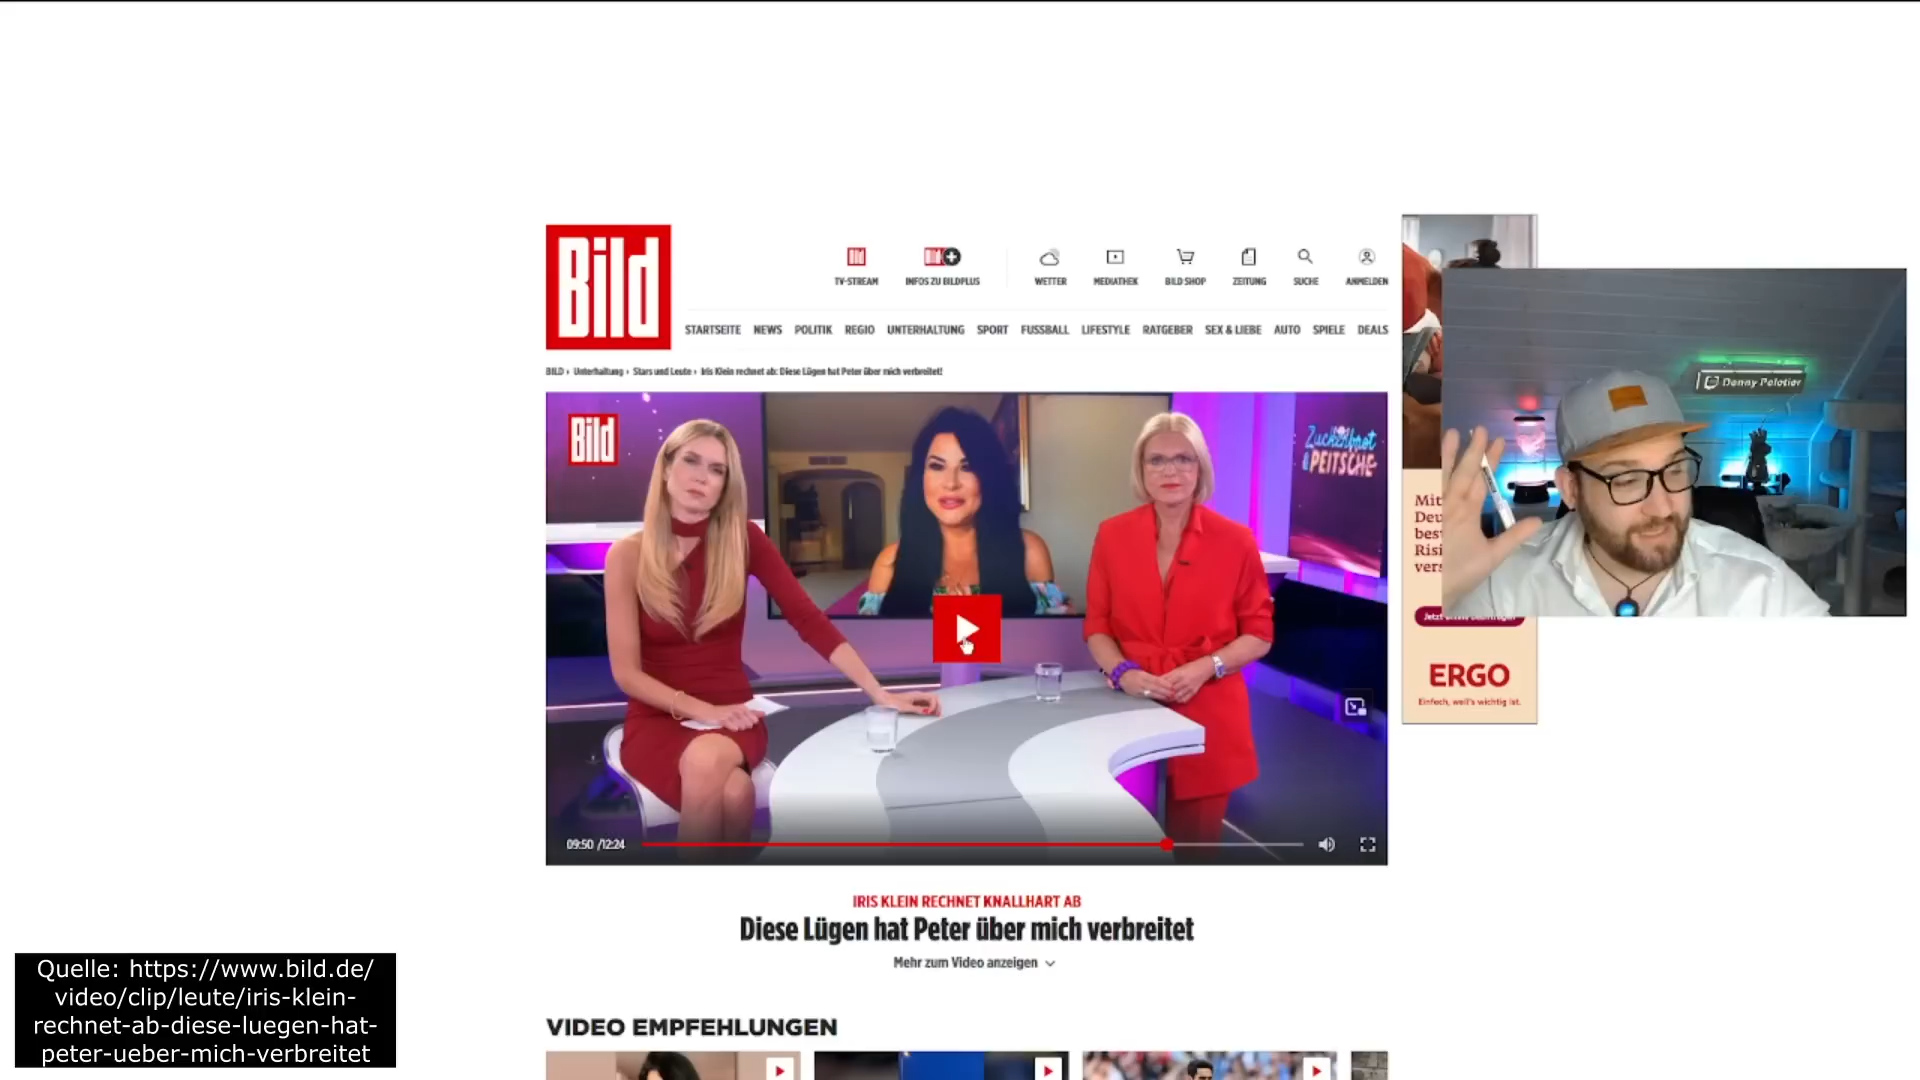 Bild
TV-STREAM
INFOS ZU BILDPLUS
WETTER
MEDIATHEK
BILD SHOP
ZEITUNG
SUCHE
ANMELDEN
STARTSEITE NEWS POLITIK REGIO UNTERHALTUNG SPORT FUSSBALL LIFESTYLE RATGEBER SEX & LIEBE AUTO SPIELE DEALS
BILD › Unterhaltung › Stars und Leute › Iris Klein rechnet ab: Diese Lügen hat Peter über mich verbreitet!
Bild
Zuckerbrot
& PEITSCHE
Danny Pelotier
Mit
Deu
best
Risi
vers
Jetzt
ERGO
Einfach, weil's wichtig ist.
09:50 /12:24
IRIS KLEIN RECHNET KNALLHART AB
Diese Lügen hat Peter über mich verbreitet
Mehr zum Video anzeigen
VIDEO EMPFEHLUNGEN
Quelle: https://www.bild.de/
video/clip/leute/iris-klein-
rechnet-ab-diese-luegen-hat-
peter-ueber-mich-verbreitet